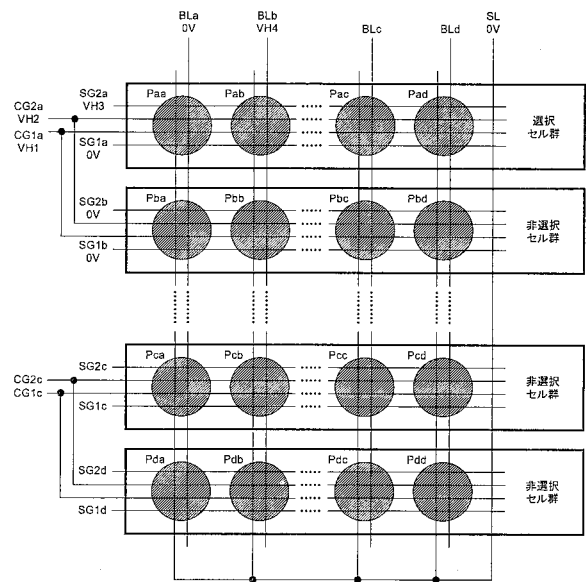 BLa BLb SL
0V VH4 BLc BLd 0V
SG2a Paa Pab Pac Pad
CG2a VH3
VH2 選択
CG1a セル群
VH1 SG1a
0V
SG2b Pba Pbb Pbc Pbd
0V
非選択
セル群
SG1b
0V
Pca Pcb Pcc Pcd
SG2c
CG2c 非選択
CG1c セル群
SG1c
Pda Pdb Pdc Pdd
SG2d
非選択
セル群
SG1d